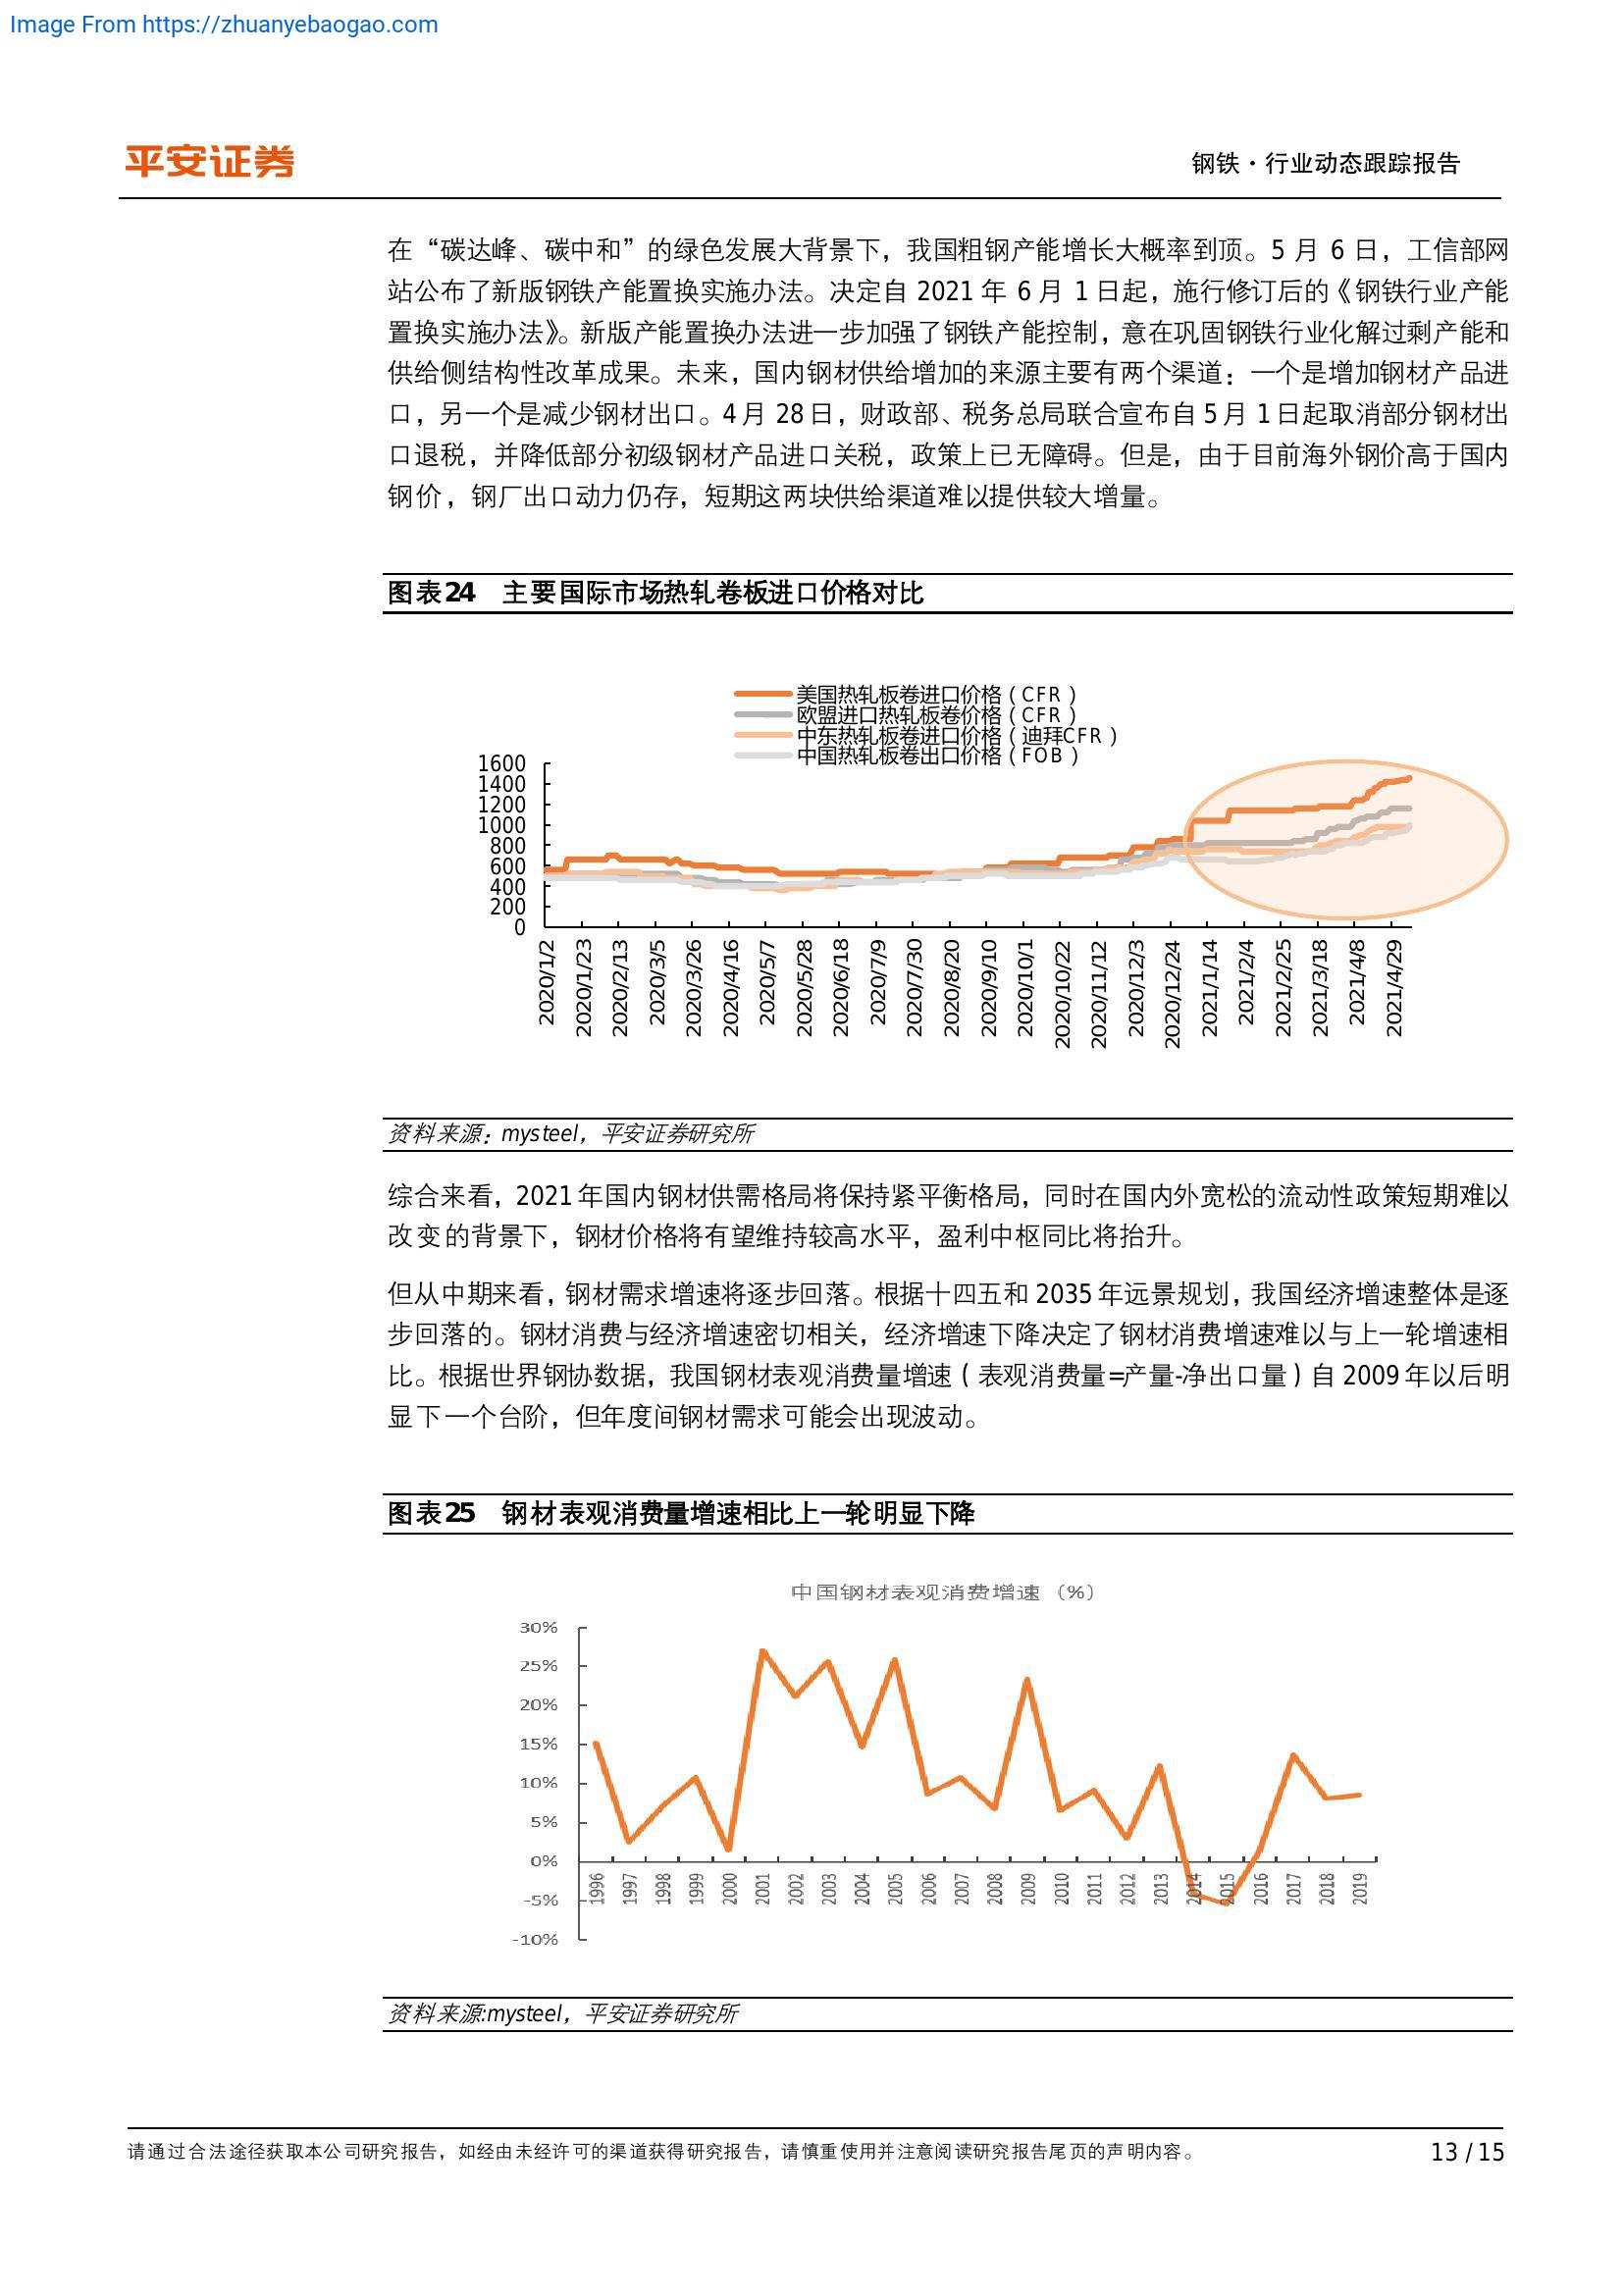 Image From https://zhuanyebaogao.com
平安证券
钢铁·行业动态跟踪报告
在“碳达峰、碳中和”的绿色发展大背景下，我国粗钢产能增长大概率到顶。5 月 6 日，工信部网
站公布了新版钢铁产能置换实施办法。决定自 2021 年 6 月 1 日起，施行修订后的《钢铁行业产能
置换实施办法》。新版产能置换办法进一步加强了钢铁产能控制，意在巩固钢铁行业化解过剩产能和
供给侧结构性改革成果。未来，国内钢材供给增加的来源主要有两个渠道：一个是增加钢材产品进
口，另一个是减少钢材出口。4 月 28 日，财政部、税务总局联合宣布自 5 月 1 日起取消部分钢材出
口退税，并降低部分初级钢材产品进口关税，政策上已无障碍。但是，由于目前海外钢价高于国内
钢价，钢厂出口动力仍存，短期这两块供给渠道难以提供较大增量。
图表24 主要国际市场热轧卷板进口价格对比
美国热轧板卷进口价格（CFR）
欧盟进口热轧板卷价格（CFR）
中东热轧板卷进口价格（迪拜CFR）
中国热轧板卷出口价格（FOB）
1600
1400
1200
1000
800
600
400
200
0
2020/1/2
2020/1/23
2020/2/13
2020/3/5
2020/3/26
2020/4/16
2020/5/7
2020/5/28
2020/6/18
2020/7/9
2020/7/30
2020/8/20
2020/9/10
2020/10/1
2020/10/22
2020/11/12
2020/12/3
2020/12/24
2021/1/14
2021/2/4
2021/2/25
2021/3/18
2021/4/8
2021/4/29
资料来源：mysteel，平安证券研究所
综合来看，2021 年国内钢材供需格局将保持紧平衡格局，同时在国内外宽松的流动性政策短期难以
改变的背景下，钢材价格将有望维持较高水平，盈利中枢同比将抬升。
但从中期来看，钢材需求增速将逐步回落。根据十四五和 2035 年远景规划，我国经济增速整体是逐
步回落的。钢材消费与经济增速密切相关，经济增速下降决定了钢材消费增速难以与上一轮增速相
比。根据世界钢协数据，我国钢材表观消费量增速（表观消费量=产量-净出口量）自 2009 年以后明
显下一个台阶，但年度间钢材需求可能会出现波动。
图表25 钢材表观消费量增速相比上一轮明显下降
中国钢材表观消费增速（%）
30%
25%
20%
15%
10%
5%
0%
-5%
-10%
1996
1997
1998
1999
2000
2001
2002
2003
2004
2005
2006
2007
2008
2009
2010
2011
2012
2013
2014
2015
2016
2017
2018
2019
资料来源:mysteel，平安证券研究所
请通过合法途径获取本公司研究报告，如经由未经许可的渠道获得研究报告，请慎重使用并注意阅读研究报告尾页的声明内容。
13 / 15